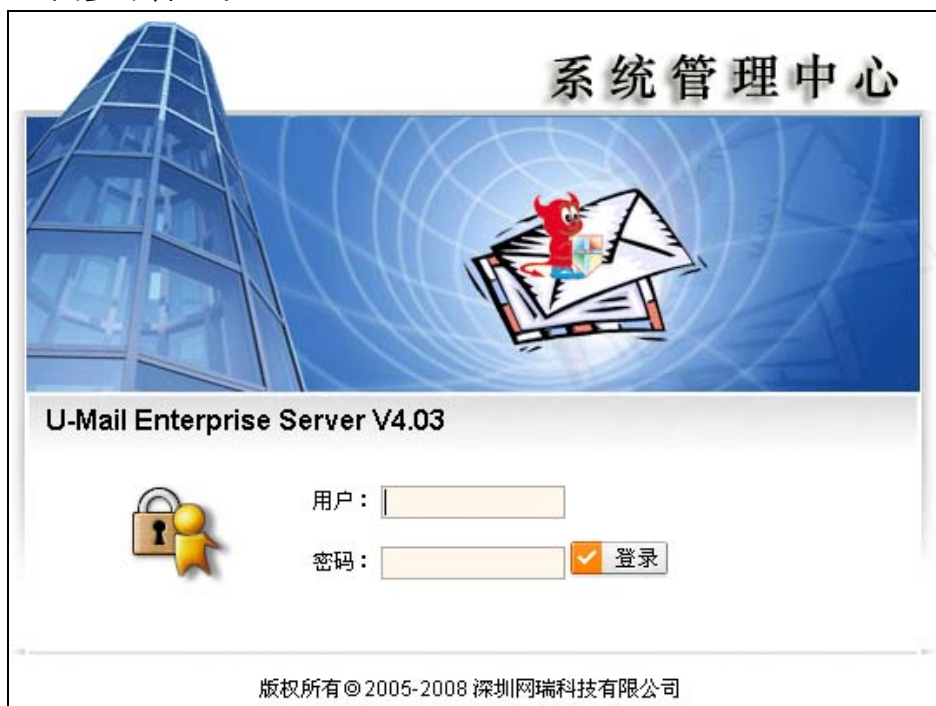 系统管理中心
U-Mail Enterprise Server V4.03
用户：
密码：
登录
版权所有©2005-2008 深圳网瑞科技有限公司